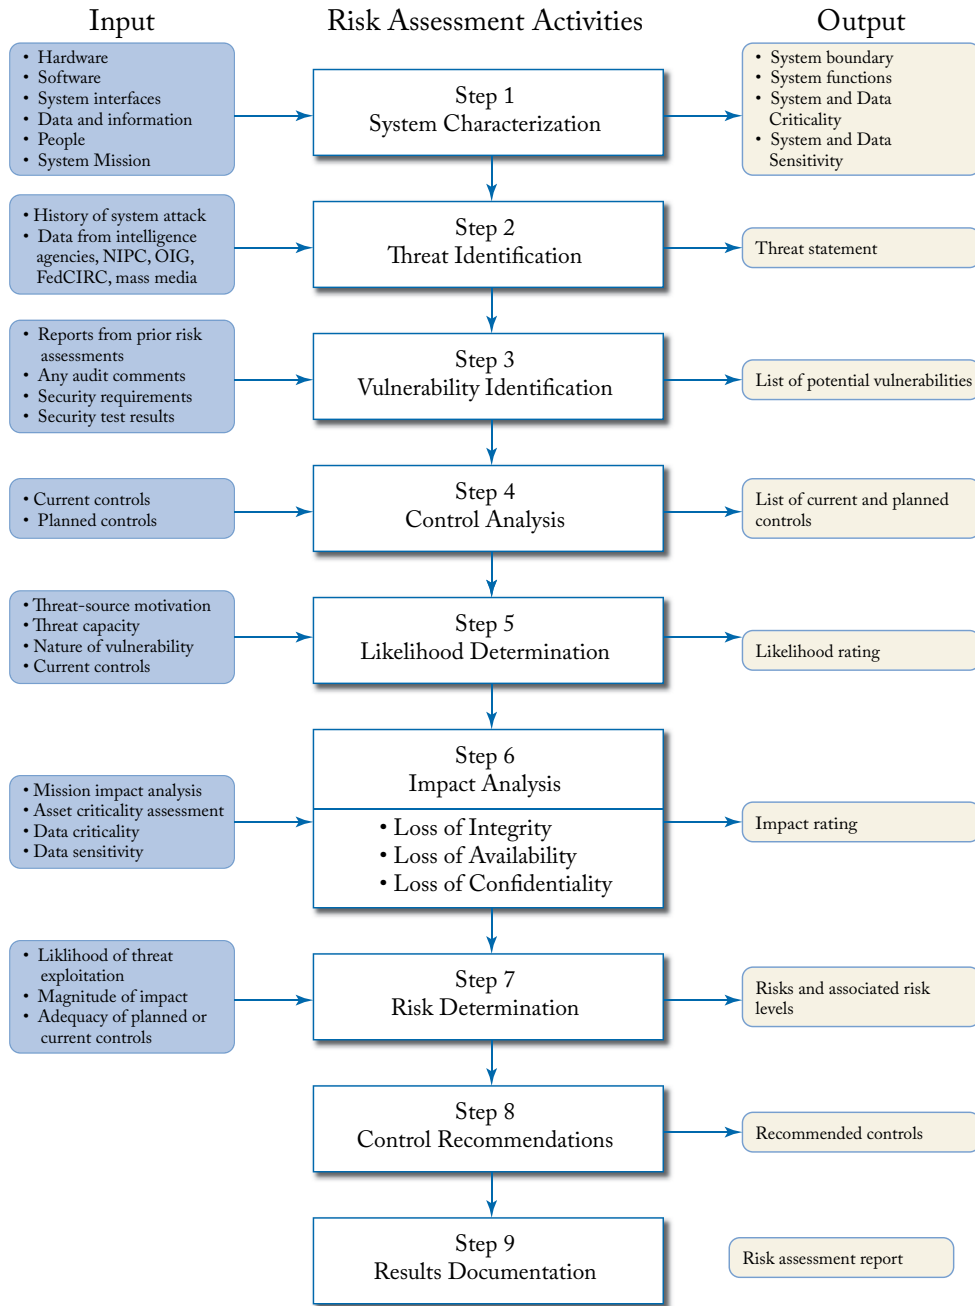 Input
Risk Assessment Activities
Output
• Hardware
• Software
• System interfaces
• Data and information
• People
• System Mission
Step 1
System Characterization
• System boundary
• System functions
• System and Data
Criticality
• System and Data
Sensitivity
• History of system attack
• Data from intelligence
agencies, NIPC, OIG,
FedCIRC, mass media
Step 2
Threat Identification
Threat statement
• Reports from prior risk
assessments
• Any audit comments
• Security requirements
• Security test results
Step 3
Vulnerability Identification
List of potential vulnerabilities
• Current controls
• Planned controls
Step 4
Control Analysis
List of current and planned
controls
• Threat-source motivation
• Threat capacity
• Nature of vulnerability
• Current controls
Step 5
Likelihood Determination
Likelihood rating
• Mission impact analysis
• Asset criticality assessment
• Data criticality
• Data sensitivity
Step 6
Impact Analysis
• Loss of Integrity
• Loss of Availability
• Loss of Confidentiality
Impact rating
• Liklihood of threat
exploitation
• Magnitude of impact
• Adequacy of planned or
current controls
Step 7
Risk Determination
Risks and associated risk
levels
Step 8
Control Recommendations
Recommended controls
Step 9
Results Documentation
Risk assessment report